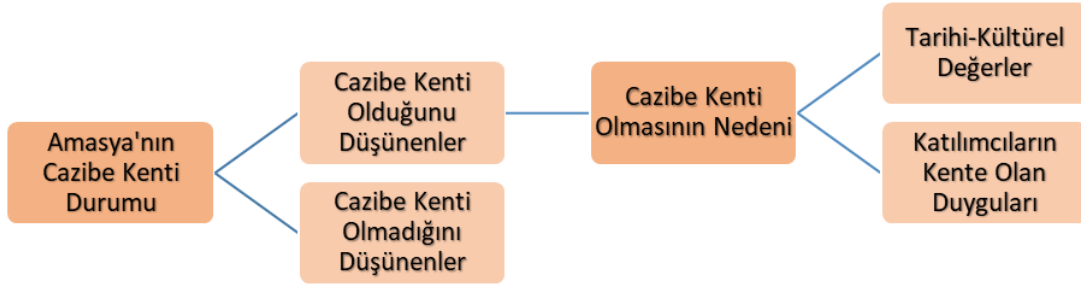 Amasya'nın
Cazibe Kenti
Durumu
Cazibe Kenti
Olduğunu
Düşünenler
Cazibe Kenti
Olmadığını
Düşünenler
Cazibe Kenti
Olmasının Nedeni
Tarihi-Kültürel
Değerler
Katılımcıların
Kente Olan
Duyguları